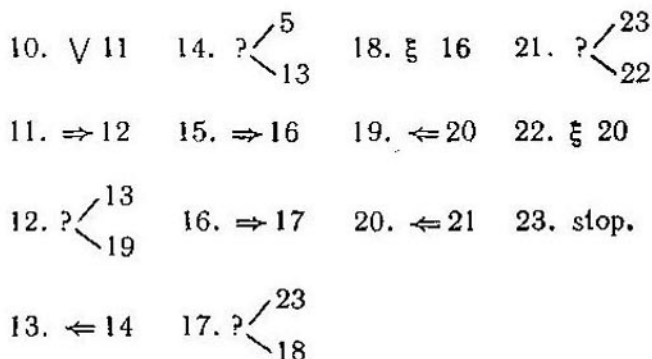 10. ∨ 11 14. ? 5 13 18. ξ 16 21. ? 23 22
11. ⇒ 12 15. ⇒ 16 19. ⇐ 20 22. ξ 20
12. ? 13 19 16. ⇒ 17 20. ⇐ 21 23. stop.
13. ⇐ 14 17. ? 23 18